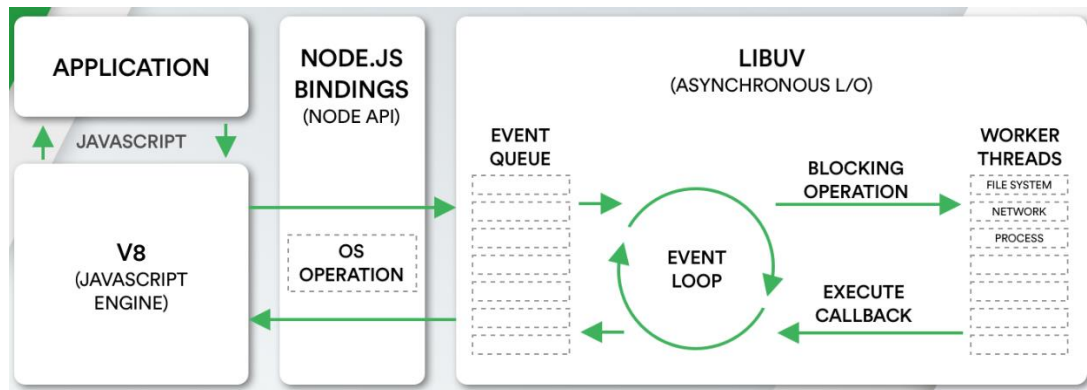 APPLICATION
JAVASCRIPT
V8
(JAVASCRIPT
ENGINE)
NODE.JS
BINDINGS
(NODE API)
OS
OPERATION
LIBUV
(ASYNCHRONOUS L/O)
EVENT
QUEUE
EVENT
LOOP
BLOCKING
OPERATION
EXECUTE
CALLBACK
WORKER
THREADS
FILE SYSTEM
NETWORK
PROCESS